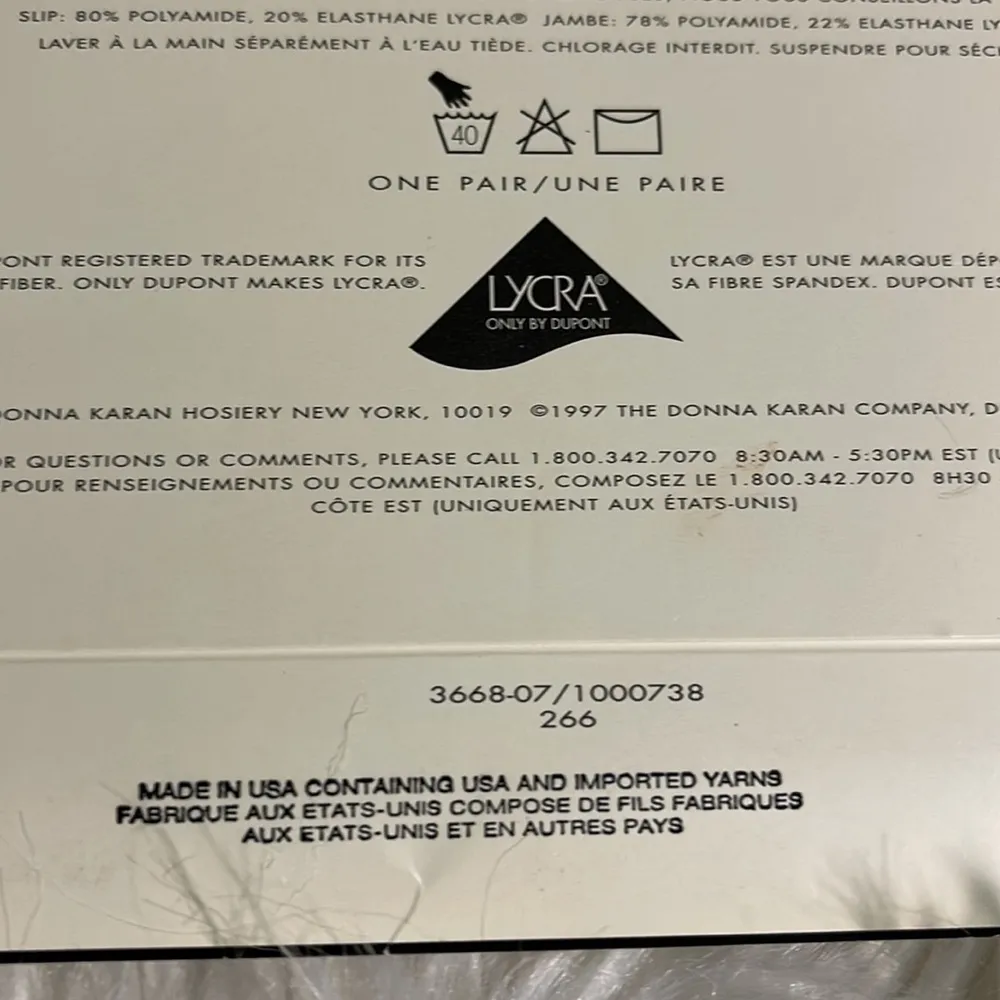 SLIP: 80% POLYAMIDE, 20% ELASTHANE LYCRA® JAMBE: 78% POLYAMIDE, 22% ELASTHANE LY
LAVER À LA MAIN SÉPARÉMENT À L'EAU TIÈDE. CHLORAGE INTERDIT. SUSPENDRE POUR SÉC
40
ONE PAIR/UNE PAIRE
ONT REGISTERED TRADEMARK FOR ITS
FIBER. ONLY DUPONT MAKES LYCRA®.
LYCRA®
ONLY BY DUPONT
LYCRA® EST UNE MARQUE DÉP
SA FIBRE SPANDEX. DUPONT ES
DONNA KARAN HOSIERY NEW YORK, 10019 ©1997 THE DONNA KARAN COMPANY, D
R QUESTIONS OR COMMENTS, PLEASE CALL 1.800.342.7070 8:30AM - 5:30PM EST (U
POUR RENSEIGNEMENTS OU COMMENTAIRES, COMPOSEZ LE 1.800.342.7070 8H30
CÔTE EST (UNIQUEMENT AUX ÉTATS-UNIS)
3668-07/1000738
266
MADE IN USA CONTAINING USA AND IMPORTED YARNS
FABRIQUE AUX ETATS-UNIS COMPOSE DE FILS FABRIQUES
AUX ETATS-UNIS ET EN AUTRES PAYS